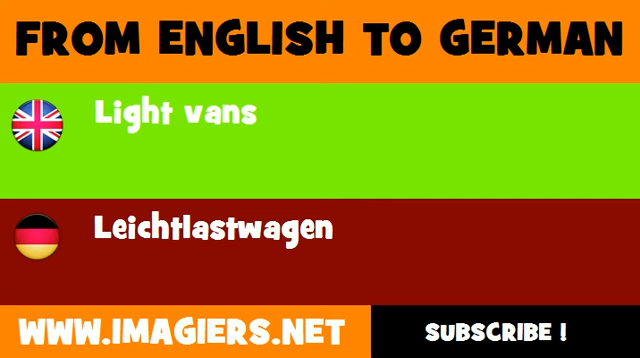 FROM ENGLISH TO GERMAN
Light vans
Leichtlastwagen
WWW.IMAGIERS.NET
SUBSCRIBE !